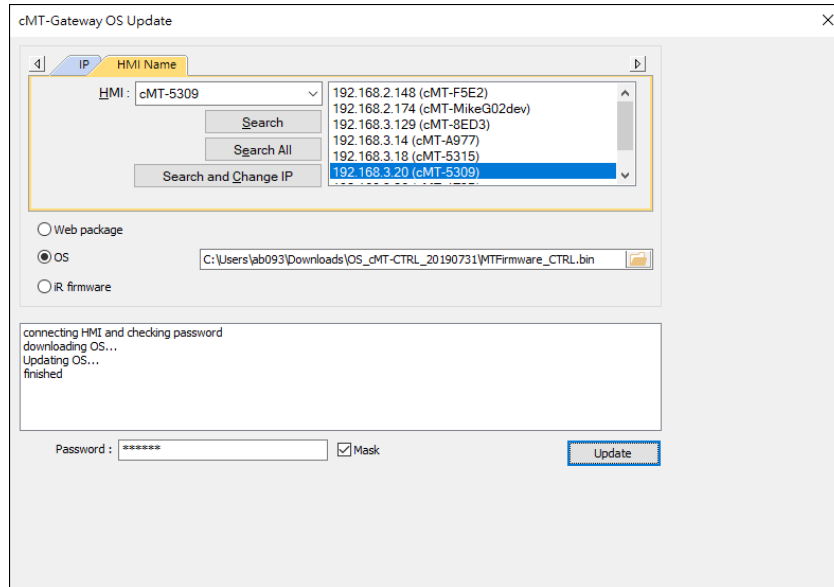 cMT-Gateway OS Update
IP
HMI Name
HMI : cMT-5309
Search
Search All
Search and Change IP
192.168.2.148 (cMT-F5E2)
192.168.2.174 (cMT-MikeG02dev)
192.168.3.129 (cMT-8ED3)
192.168.3.14 (cMT-A977)
192.168.3.18 (cMT-5315)
192.168.3.20 (cMT-5309)
Web package
OS
C:\Users\ab093\Downloads\OS_cMT-CTRL_20190731\MTFirmware_CTRL.bin
iR firmware
connecting HMI and checking password
downloading OS...
Updating OS...
finished
Password : ****** Mask
Update